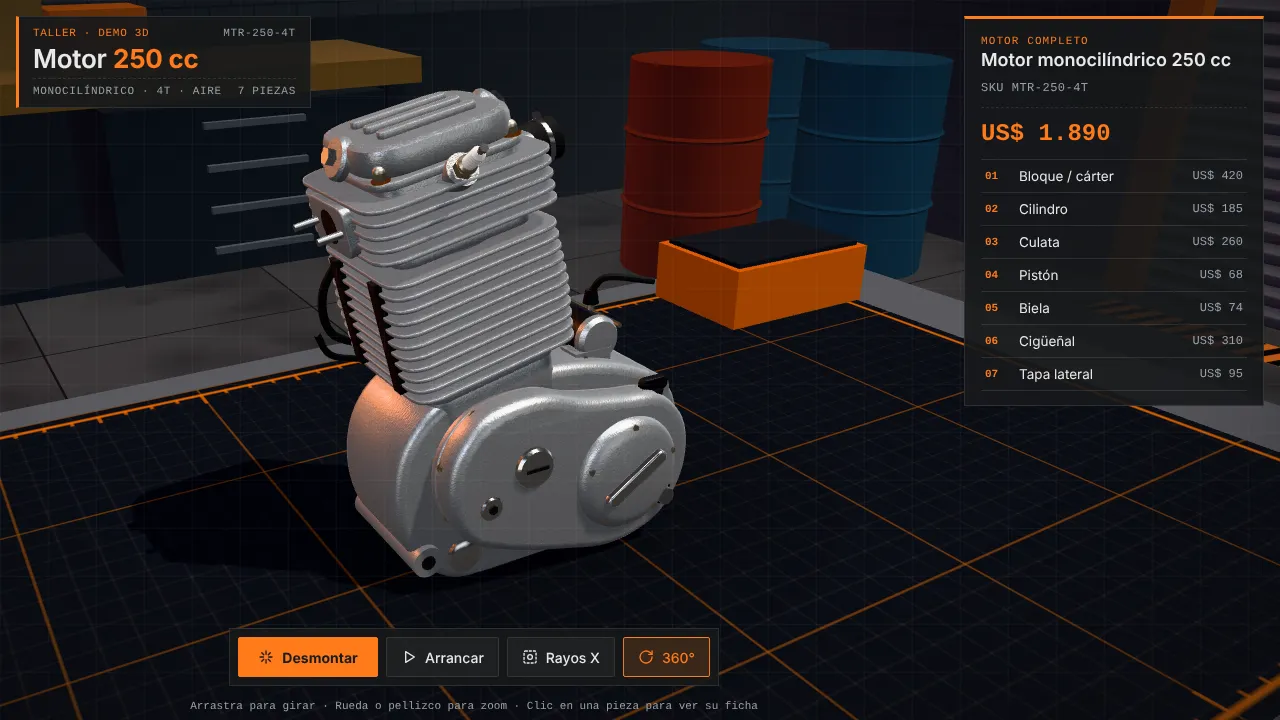 TALLER · DEMO 3D MTR-250-4T
Motor 250 cc
MONOCILÍNDRICO · 4T · AIRE 7 PIEZAS
MOTOR COMPLETO
Motor monocilíndrico 250 cc
SKU MTR-250-4T
US$ 1.890
01 Bloque / cárter US$ 420
02 Cilindro US$ 185
03 Culata US$ 260
04 Pistón US$ 68
05 Biela US$ 74
06 Cigüeñal US$ 310
07 Tapa lateral US$ 95
Desmontar Arrancar Rayos X 360°
Arrastra para girar · Rueda o pellizco para zoom · Clic en una pieza para ver su ficha